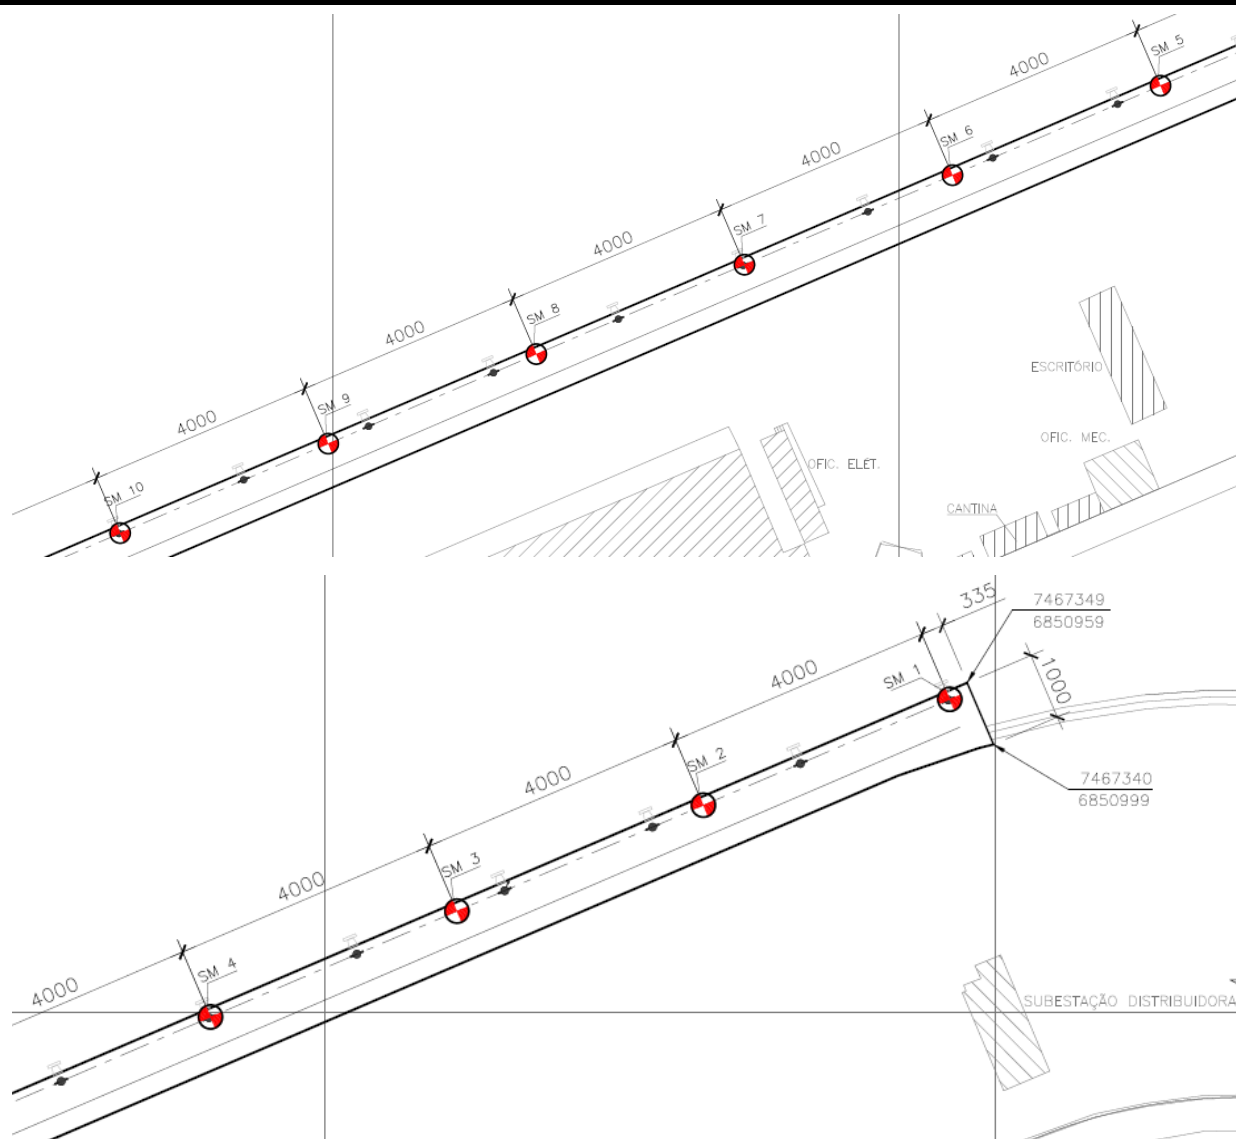 SM 5
4000
SM 6
4000
SM 7
4000
SM 8
4000
SM 9
4000
SM 10
ESCRITÓRIO
OFIC. MEC.
OFIC. ELÉT.
CANTINA
335
7467349
6850959
1000
4000
SM 1
7467340
6850999
SM 2
4000
SM 3
4000
SM 4
4000
SUBESTAÇÃO DISTRIBUIDORA